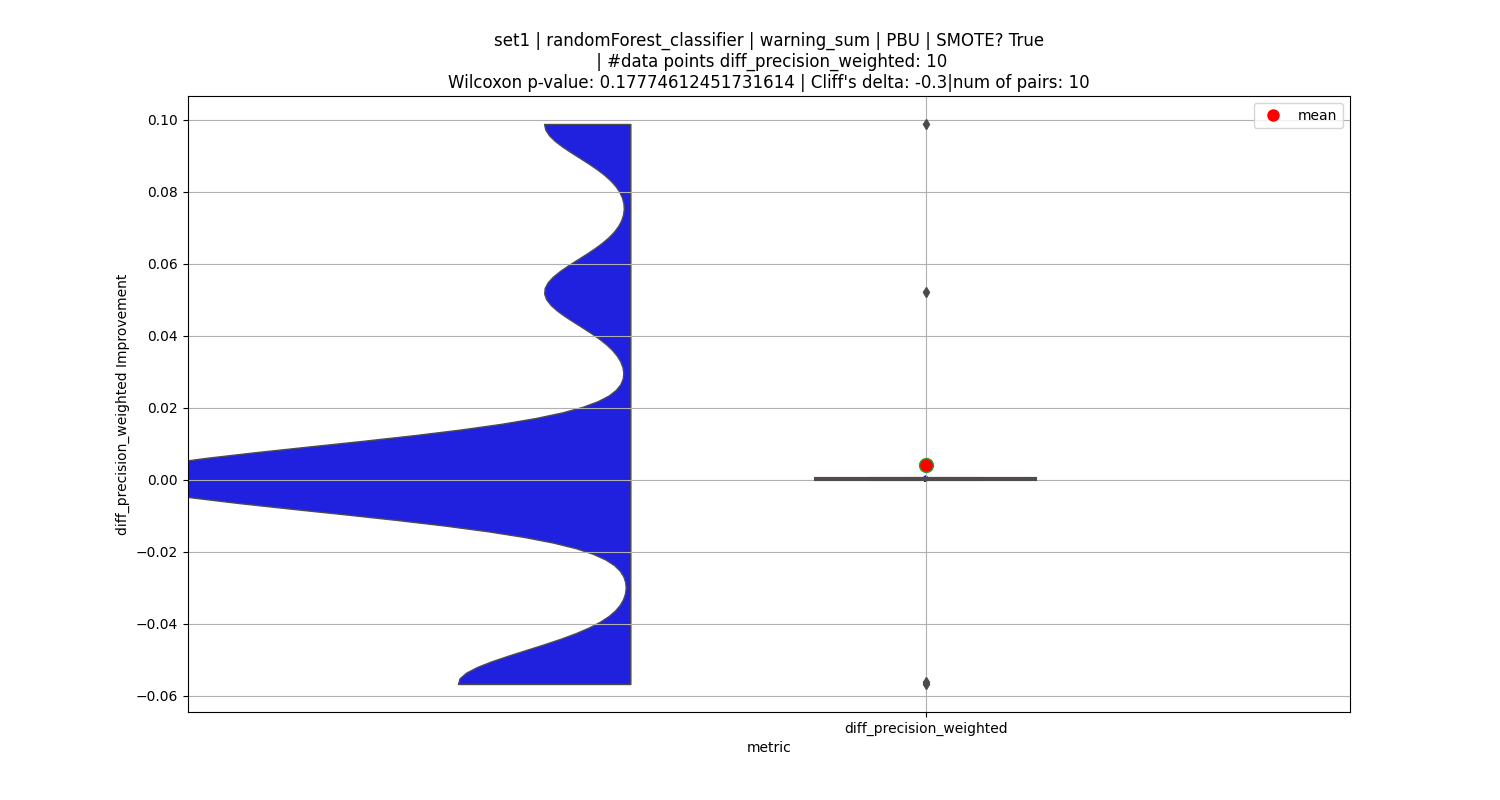 set1 | randomForest_classifier | warning_sum | PBU | SMOTE? True
| #data points diff_precision_weighted: 10
Wilcoxon p-value: 0.17774612451731614 | Cliff's delta: -0.3|num of pairs: 10
mean
0.10
0.08
0.06
0.04
0.02
0.00
−0.02
−0.04
−0.06
diff_precision_weighted Improvement
diff_precision_weighted
metric